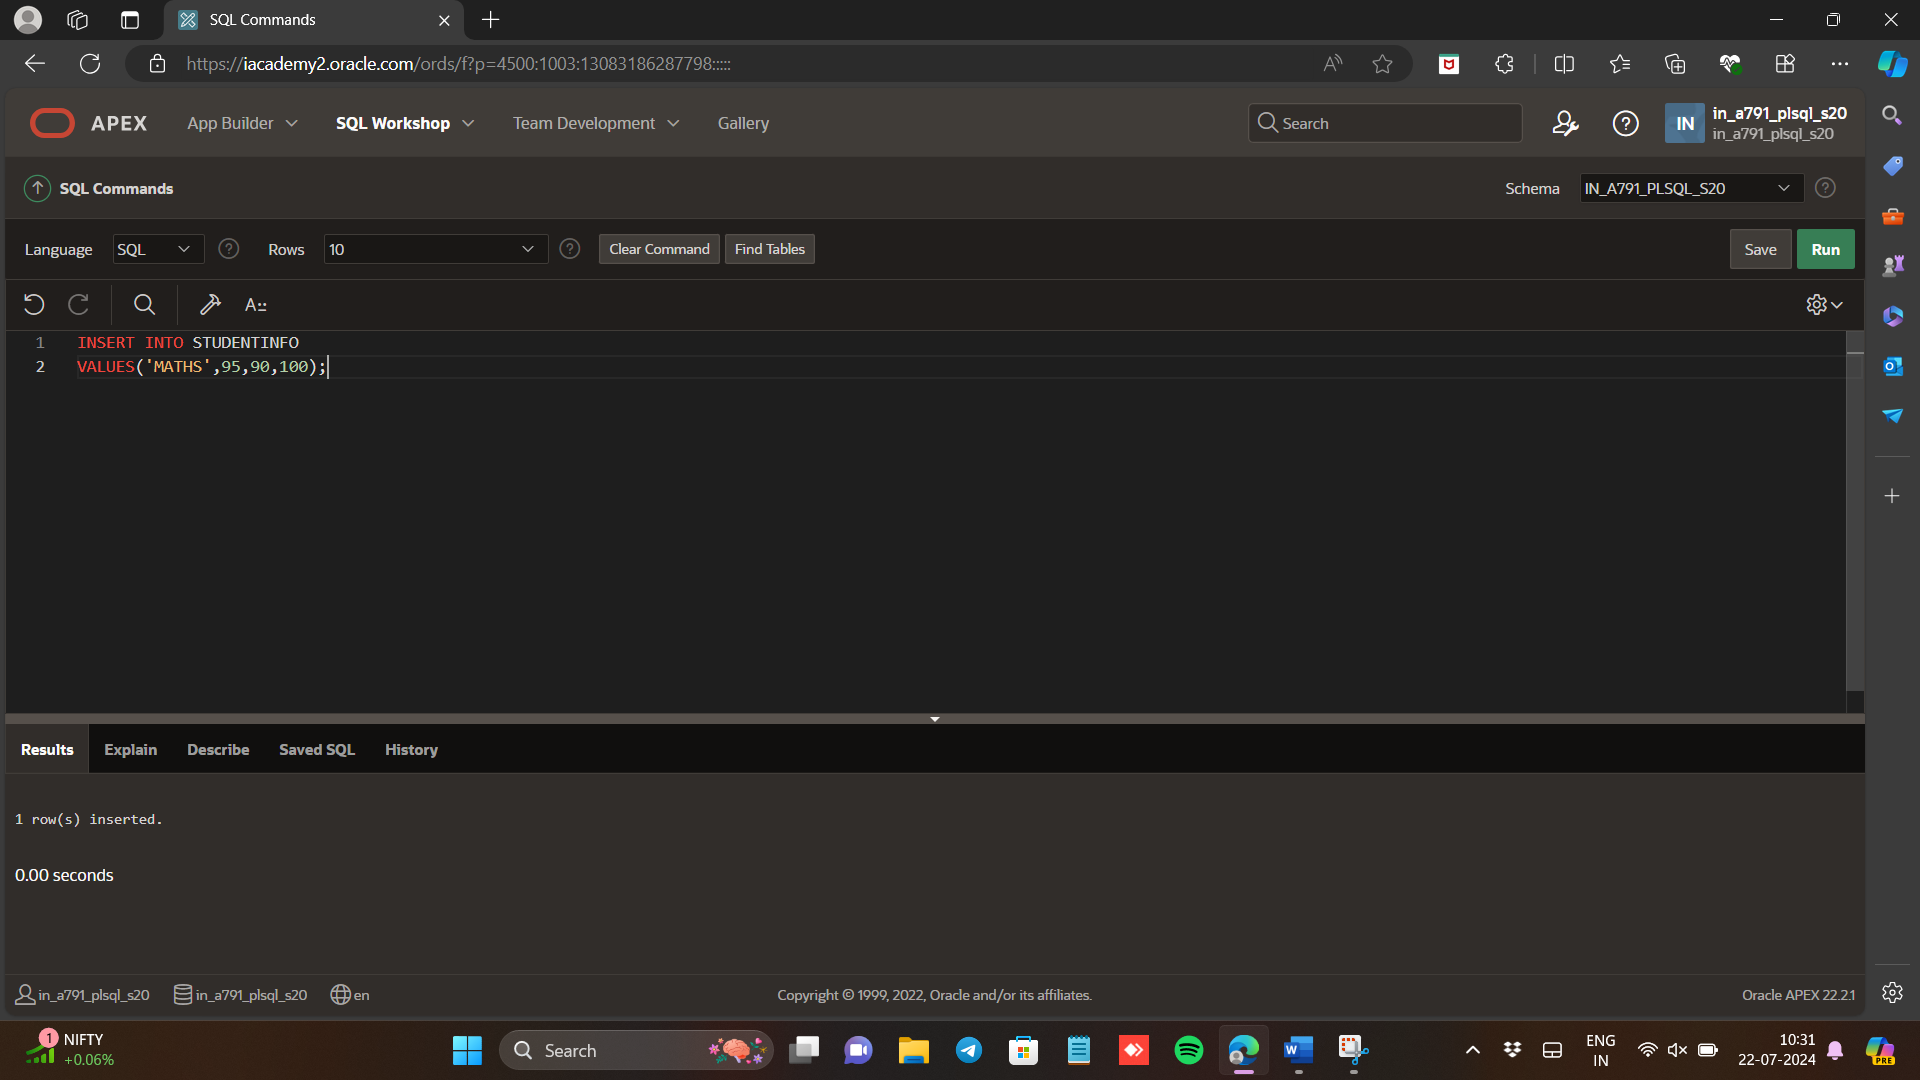 SQL Commands
https://iacademy2.oracle.com/ords/f?p=4500:1003:13083186287798:::::
APEX App Builder SQL Workshop Team Development Gallery Search IN in_a791_plsql_s20
in_a791_plsql_s20
SQL Commands Schema IN_A791_PLSQL_S20
Language SQL Rows 10 Clear Command Find Tables Save Run
A::
1 INSERT INTO STUDENTINFO
2 VALUES('MATHS',95,90,100);
Results Explain Describe Saved SQL History
1 row(s) inserted.
0.00 seconds
in_a791_plsql_s20 in_a791_plsql_s20 en Copyright © 1999, 2022, Oracle and/or its affiliates. Oracle APEX 22.2.1
1 NIFTY
+0.06%
Search
ENG
IN
10:31
22-07-2024
PRE